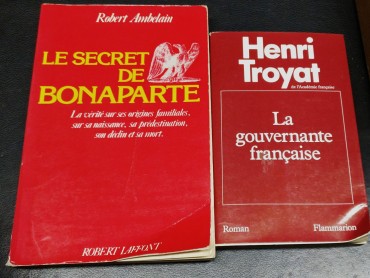 Robert Ambelain
LE SECRET
DE
BONAPARTE
La vérité sur ses origines familiales,
sur sa naissance, sa prédestination,
son déclin et sa mort.
ROBERT LAFFONT
Henri
Troyat
de l'Académie française
La
gouvernante
française
Roman
Flammarion